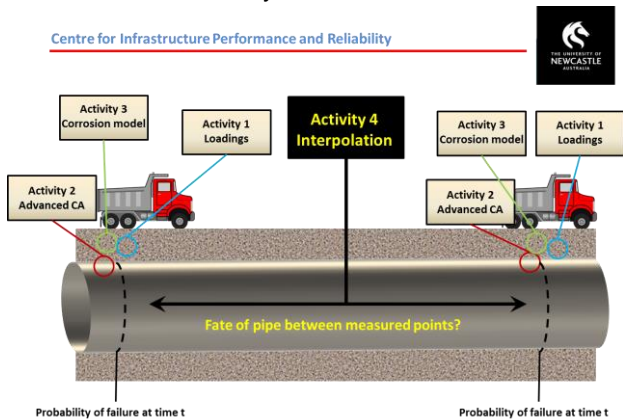 Centre for Infrastructure Performance and Reliability
THE UNIVERSITY OF
NEWCASTLE
AUSTRALIA
Activity 3
Corrosion model
Activity 1
Loadings
Activity 4
Interpolation
Activity 3
Corrosion model
Activity 1
Loadings
Activity 2
Advanced CA
Activity 2
Advanced CA
Fate of pipe between measured points?
Probability of failure at time t
Probability of failure at time t